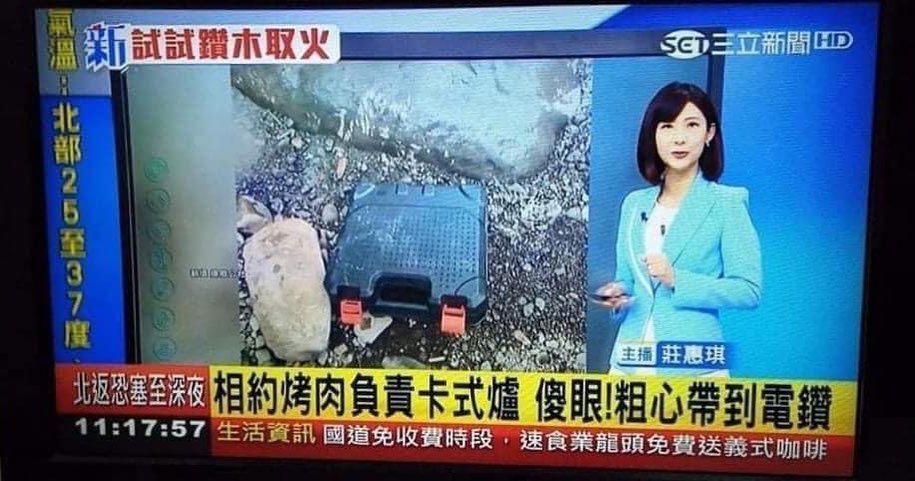 氣溫:北部25至37度、
新 試試鑽木取火
SET三立新聞HD
主播 莊惠琪
北返恐塞至深夜
相約烤肉負責卡式爐 傻眼!粗心帶到電鑽
11:17:57
生活資訊 國道免收費時段，速食業龍頭免費送義式咖啡